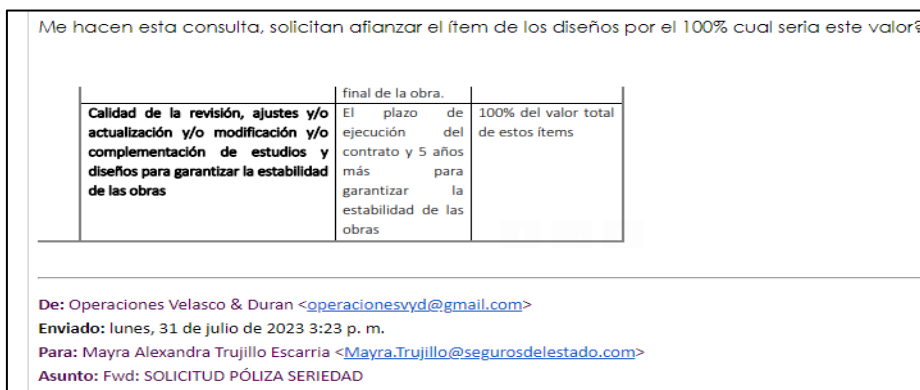 Me hacen esta consulta, solicitan afianzar el ítem de los diseños por el 100% cual seria este valor?
final de la obra.
Calidad de la revisión, ajustes y/o
actualización y/o modificación y/o
complementación de estudios y
diseños para garantizar la estabilidad
de las obras
El plazo de
ejecución del
contrato y 5 años
más para
garantizar la
estabilidad de las
obras
100% del valor total
de estos ítems
De: Operaciones Velasco & Duran <operacionesvyd@gmail.com>
Enviado: lunes, 31 de julio de 2023 3:23 p. m.
Para: Mayra Alexandra Trujillo Escarria <Mayra.Trujillo@segurosdelestado.com>
Asunto: Fwd: SOLICITUD PÓLIZA SERIEDAD